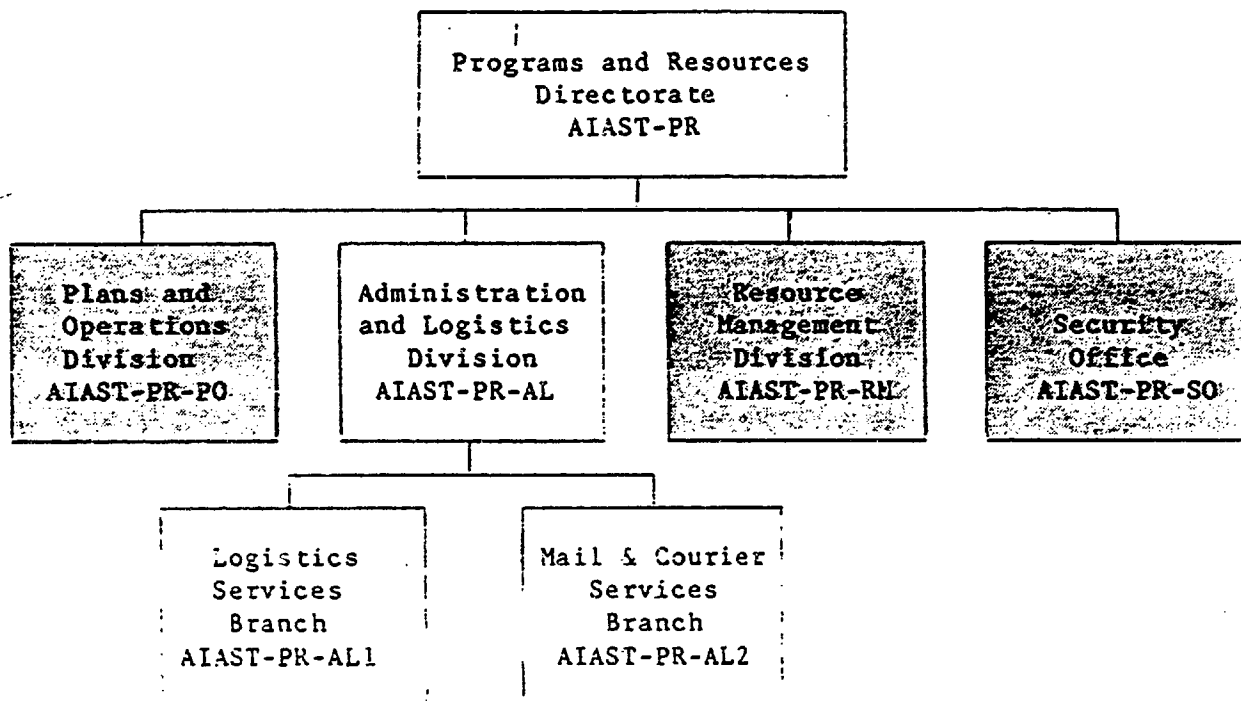 Programs and Resources
Directorate
AIAST-PR
Plans and
Operations
Division
AIAST-PR-PO
Administration
and Logistics
Division
AIAST-PR-AL
Resource
Management
Division
AIAST-PR-RM
Security
Office
AIAST-PR-SO
Logistics
Services
Branch
AIAST-PR-AL1
Mail & Courier
Services
Branch
AIAST-PR-AL2